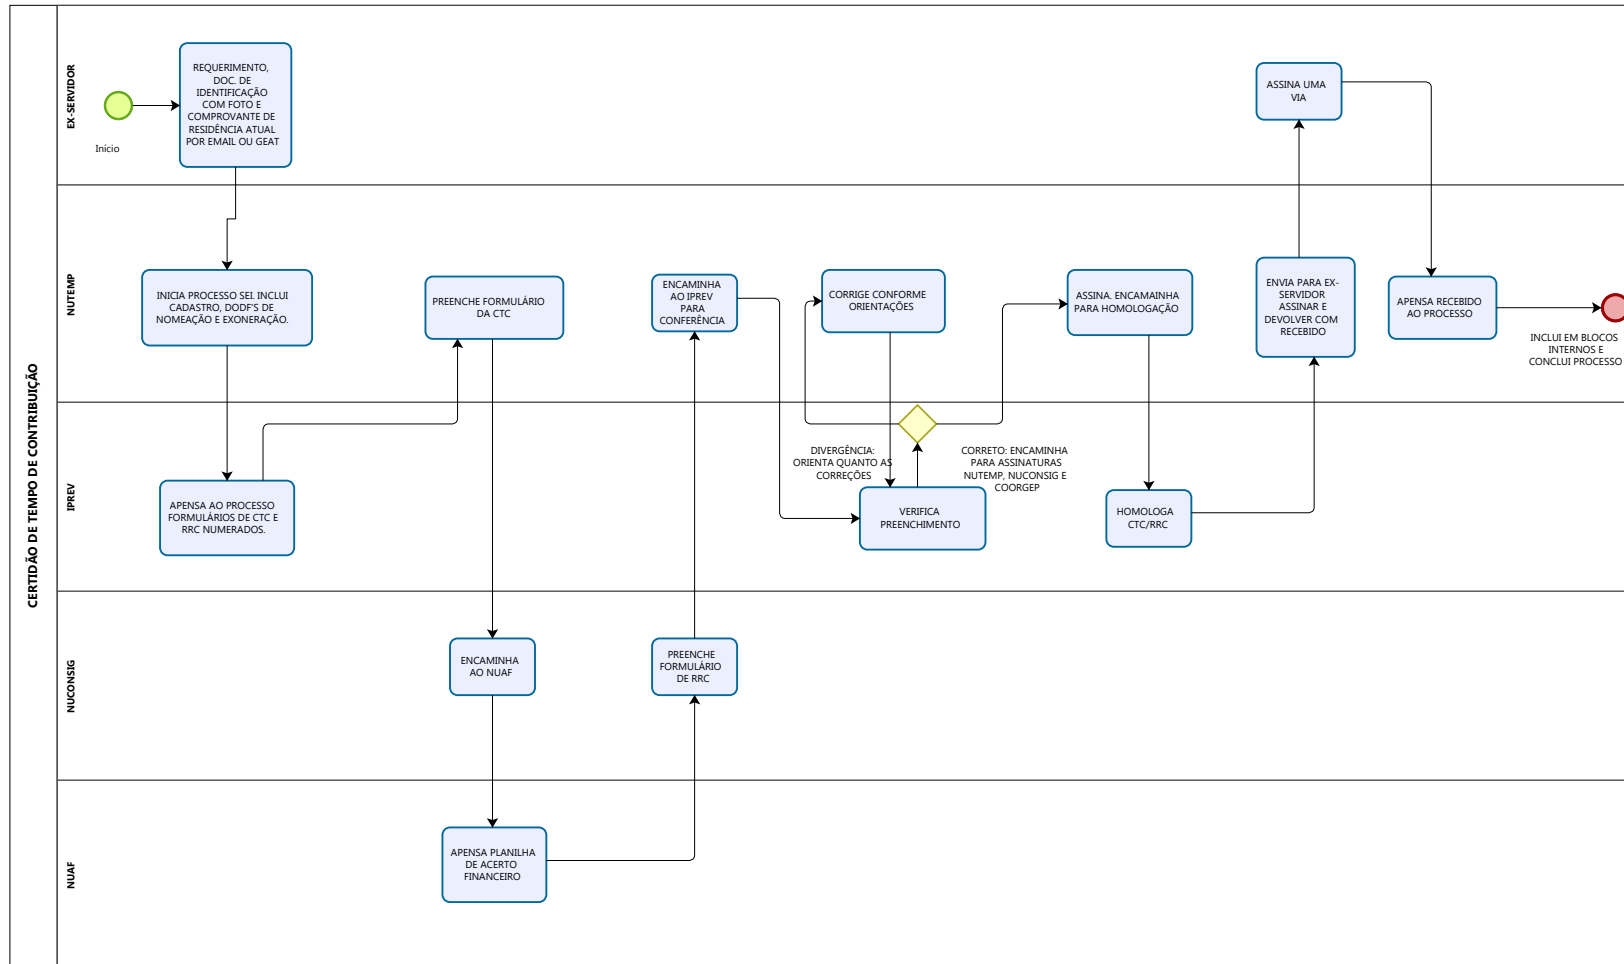 CERTIDÃO DE TEMPO DE CONTRIBUIÇÃO
EX-SERVIDOR
Início
REQUERIMENTO,
DOC. DE
IDENTIFICAÇÃO
COM FOTO E
COMPROVANTE DE
RESIDÊNCIA ATUAL
POR EMAIL OU GEAT
ASSINA UMA
VIA
NUTEMP
INICIA PROCESSO SEI. INCLUI
CADASTRO, DODF'S DE
NOMEAÇÃO E EXONERAÇÃO.
PREENCHE FORMULÁRIO
DA CTC
ENCAMINHA
AO IPREV
PARA
CONFERÊNCIA
CORRIGE CONFORME
ORIENTAÇÕES
ASSINA. ENCAMAINHA
PARA HOMOLOGAÇÃO
ENVIA PARA EX-
SERVIDOR
ASSINAR E
DEVOLVER COM
RECEBIDO
APENSA RECEBIDO
AO PROCESSO
INCLUI EM BLOCOS
INTERNOS E
CONCLUI PROCESSO
IPREV
APENSA AO PROCESSO
FORMULÁRIOS DE CTC E
RRC NUMERADOS.
DIVERGÊNCIA:
ORIENTA QUANTO AS
CORREÇÕES
CORRETO: ENCAMINHA
PARA ASSINATURAS
NUTEMP, NUCONSIG E
COORGEP
VERIFICA
PREENCHIMENTO
HOMOLOGA
CTC/RRC
NUCONSIG
ENCAMINHA
AO NUAF
PREENCHE
FORMULÁRIO
DE RRC
NUAF
APENSA PLANILHA
DE ACERTO
FINANCEIRO